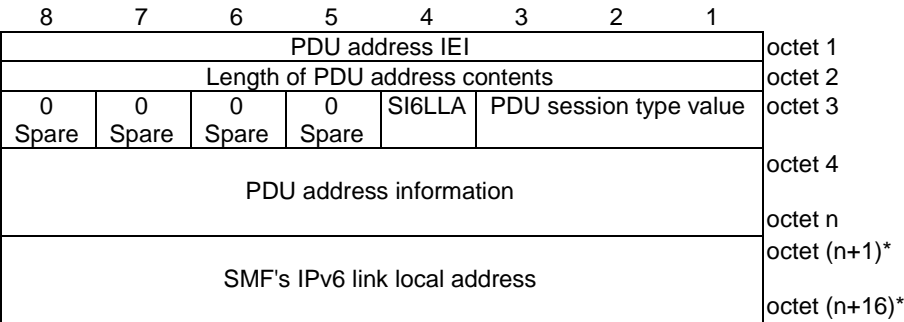 8 7 6 5 4 3 2 1
PDU address IEI octet 1
Length of PDU address contents octet 2
0 0 0 0 SI6LLA PDU session type value octet 3
Spare Spare Spare Spare
octet 4
PDU address information
octet n
octet (n+1)*
SMF's IPv6 link local address
octet (n+16)*